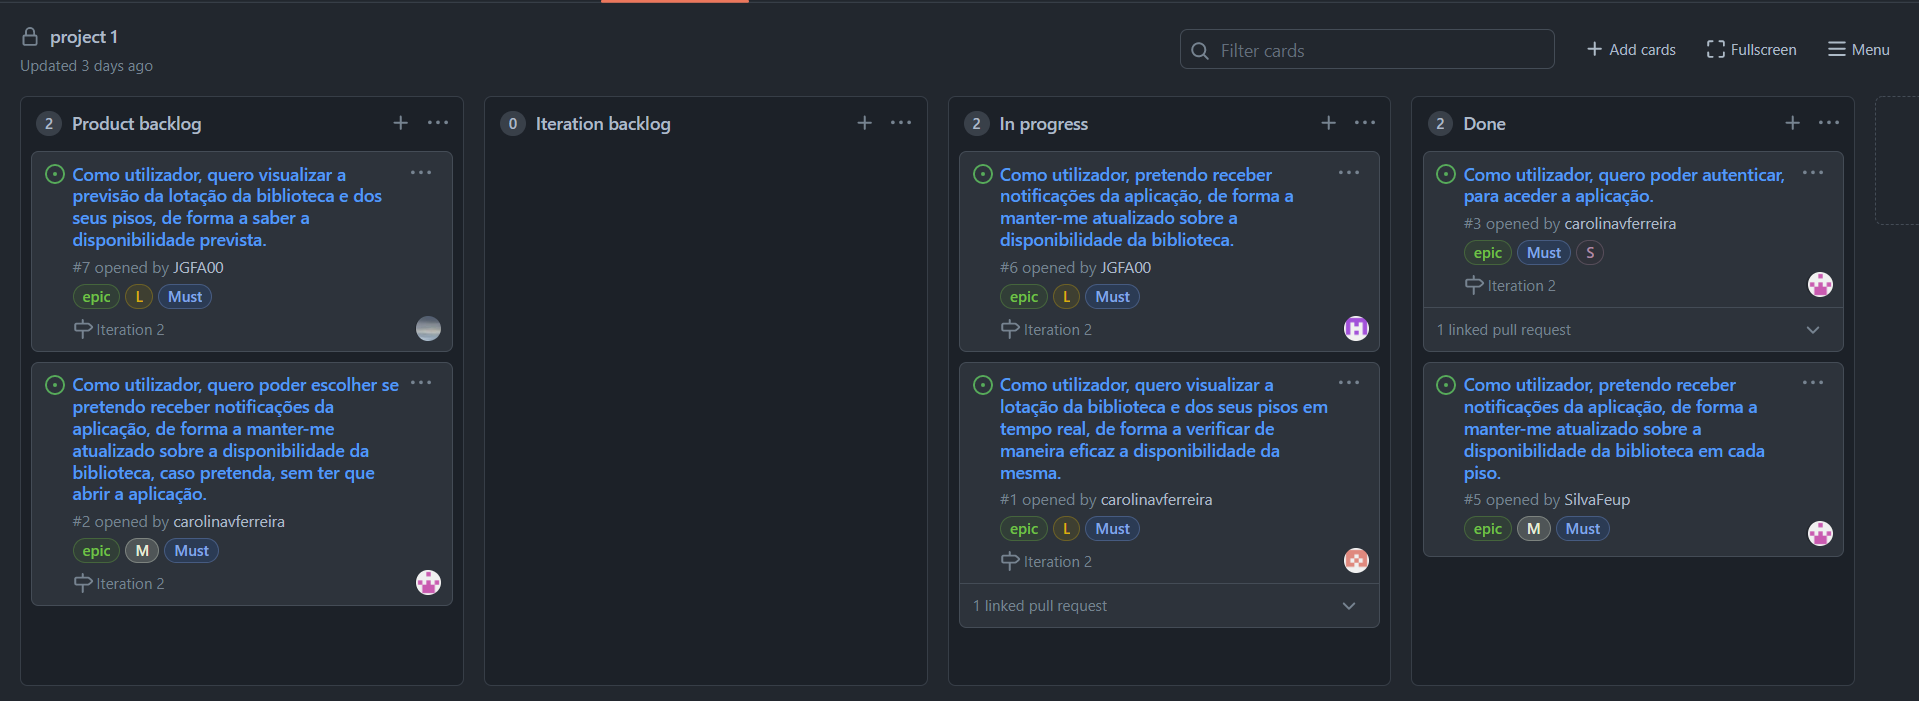 project 1
Updated 3 days ago
Filter cards
Add cards
Fullscreen
Menu
2 Product backlog
Como utilizador, quero visualizar a
previsão da lotação da biblioteca e dos
seus pisos, de forma a saber a
disponibilidade prevista.
#7 opened by JGFA00
epic L Must
Iteration 2
Como utilizador, quero poder escolher se
pretendo receber notificações da
aplicação, de forma a manter-me
atualizado sobre a disponibilidade da
biblioteca, caso pretenda, sem ter que
abrir a aplicação.
#2 opened by carolinavferreira
epic M Must
Iteration 2
0 Iteration backlog
2 In progress
Como utilizador, pretendo receber
notificações da aplicação, de forma a
manter-me atualizado sobre a
disponibilidade da biblioteca.
#6 opened by JGFA00
epic L Must
Iteration 2
Como utilizador, quero visualizar a
lotação da biblioteca e dos seus pisos em
tempo real, de forma a verificar de
maneira eficaz a disponibilidade da
mesma.
#1 opened by carolinavferreira
epic L Must
Iteration 2
1 linked pull request
2 Done
Como utilizador, quero poder autenticar,
para aceder a aplicação.
#3 opened by carolinavferreira
epic Must S
Iteration 2
1 linked pull request
Como utilizador, pretendo receber
notificações da aplicação, de forma a
manter-me atualizado sobre a
disponibilidade da biblioteca em cada
piso.
#5 opened by SilvaFeup
epic M Must